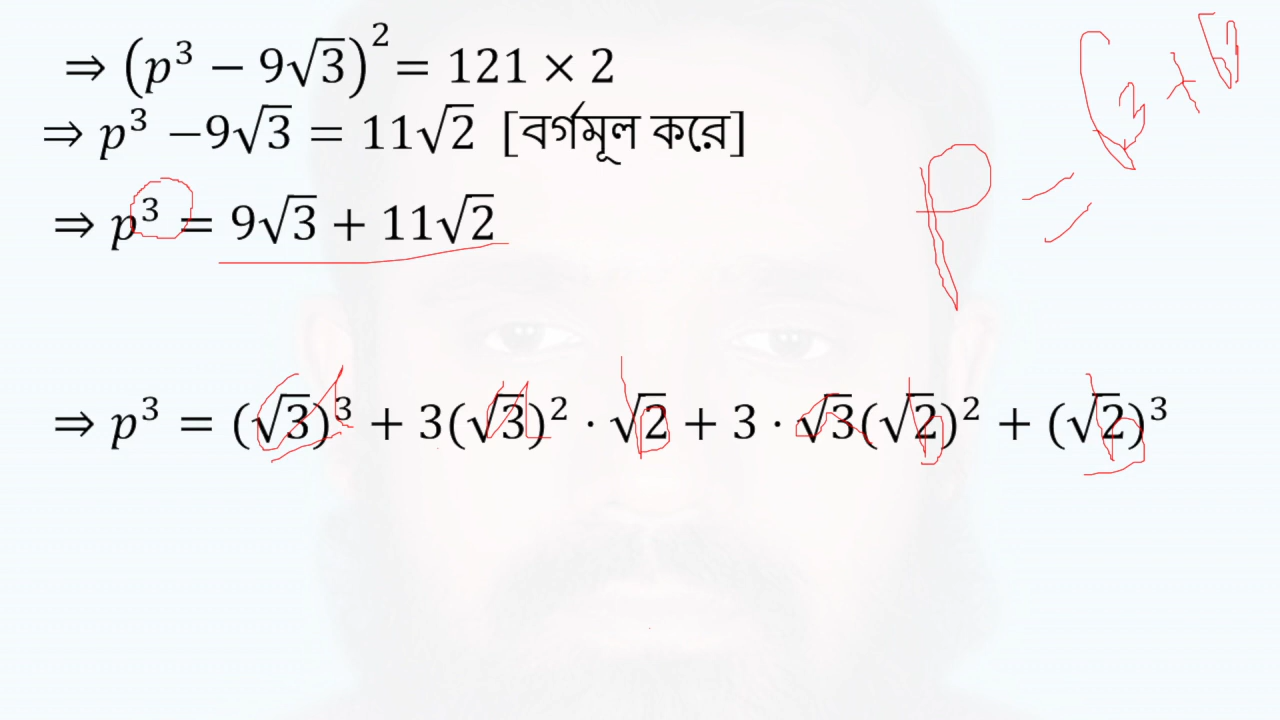 ⇒ (p³ − 9√3)² = 121 × 2
⇒ p³ −9√3 = 11√2 [বর্গমূল করে]
⇒ p³ = 9√3 + 11√2
p = √3 + √2
⇒ p³ = (√3)³ + 3(√3)² · √2 + 3 · √3(√2)² + (√2)³